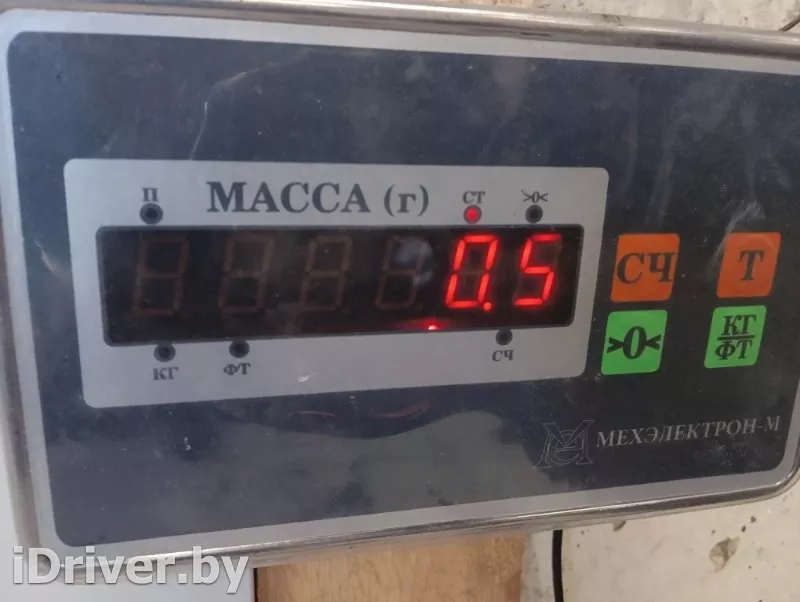 П МАССА (г) СТ >0<
0.5
КГ ФТ СЧ
СЧ Т
>0< КГ/ФТ
МЕХЭЛЕКТРОН-М
iDriver.by